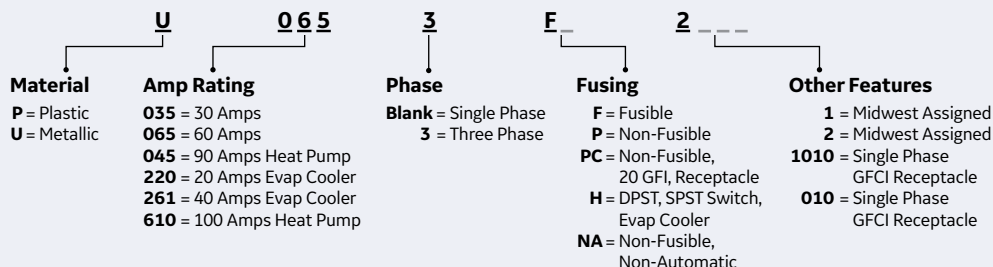 U 065 3 F_ 2___
Material
P = Plastic
U = Metallic
Amp Rating
035 = 30 Amps
065 = 60 Amps
045 = 90 Amps Heat Pump
220 = 20 Amps Evap Cooler
261 = 40 Amps Evap Cooler
610 = 100 Amps Heat Pump
Phase
Blank = Single Phase
3 = Three Phase
Fusing
F = Fusible
P = Non-Fusible
PC = Non-Fusible,
20 GFI, Receptacle
H = DPST, SPST Switch,
Evap Cooler
NA = Non-Fusible,
Non-Automatic
Other Features
1 = Midwest Assigned
2 = Midwest Assigned
1010 = Single Phase
GFCI Receptacle
010 = Single Phase
GFCI Receptacle